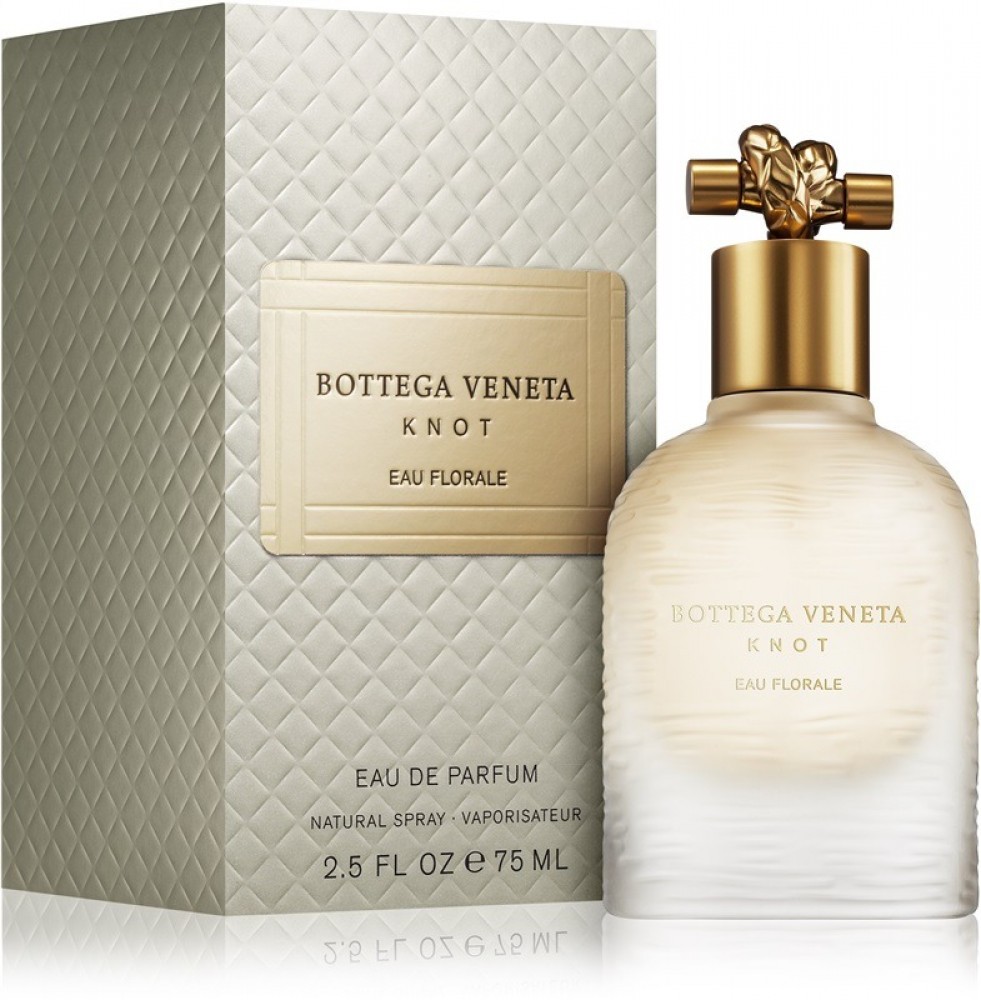 BOTTEGA VENETA
KNOT
EAU FLORALE
EAU DE PARFUM
NATURAL SPRAY · VAPORISATEUR
2.5 FL OZ ℮ 75 ML
BOTTEGA VENETA
KNOT
EAU FLORALE